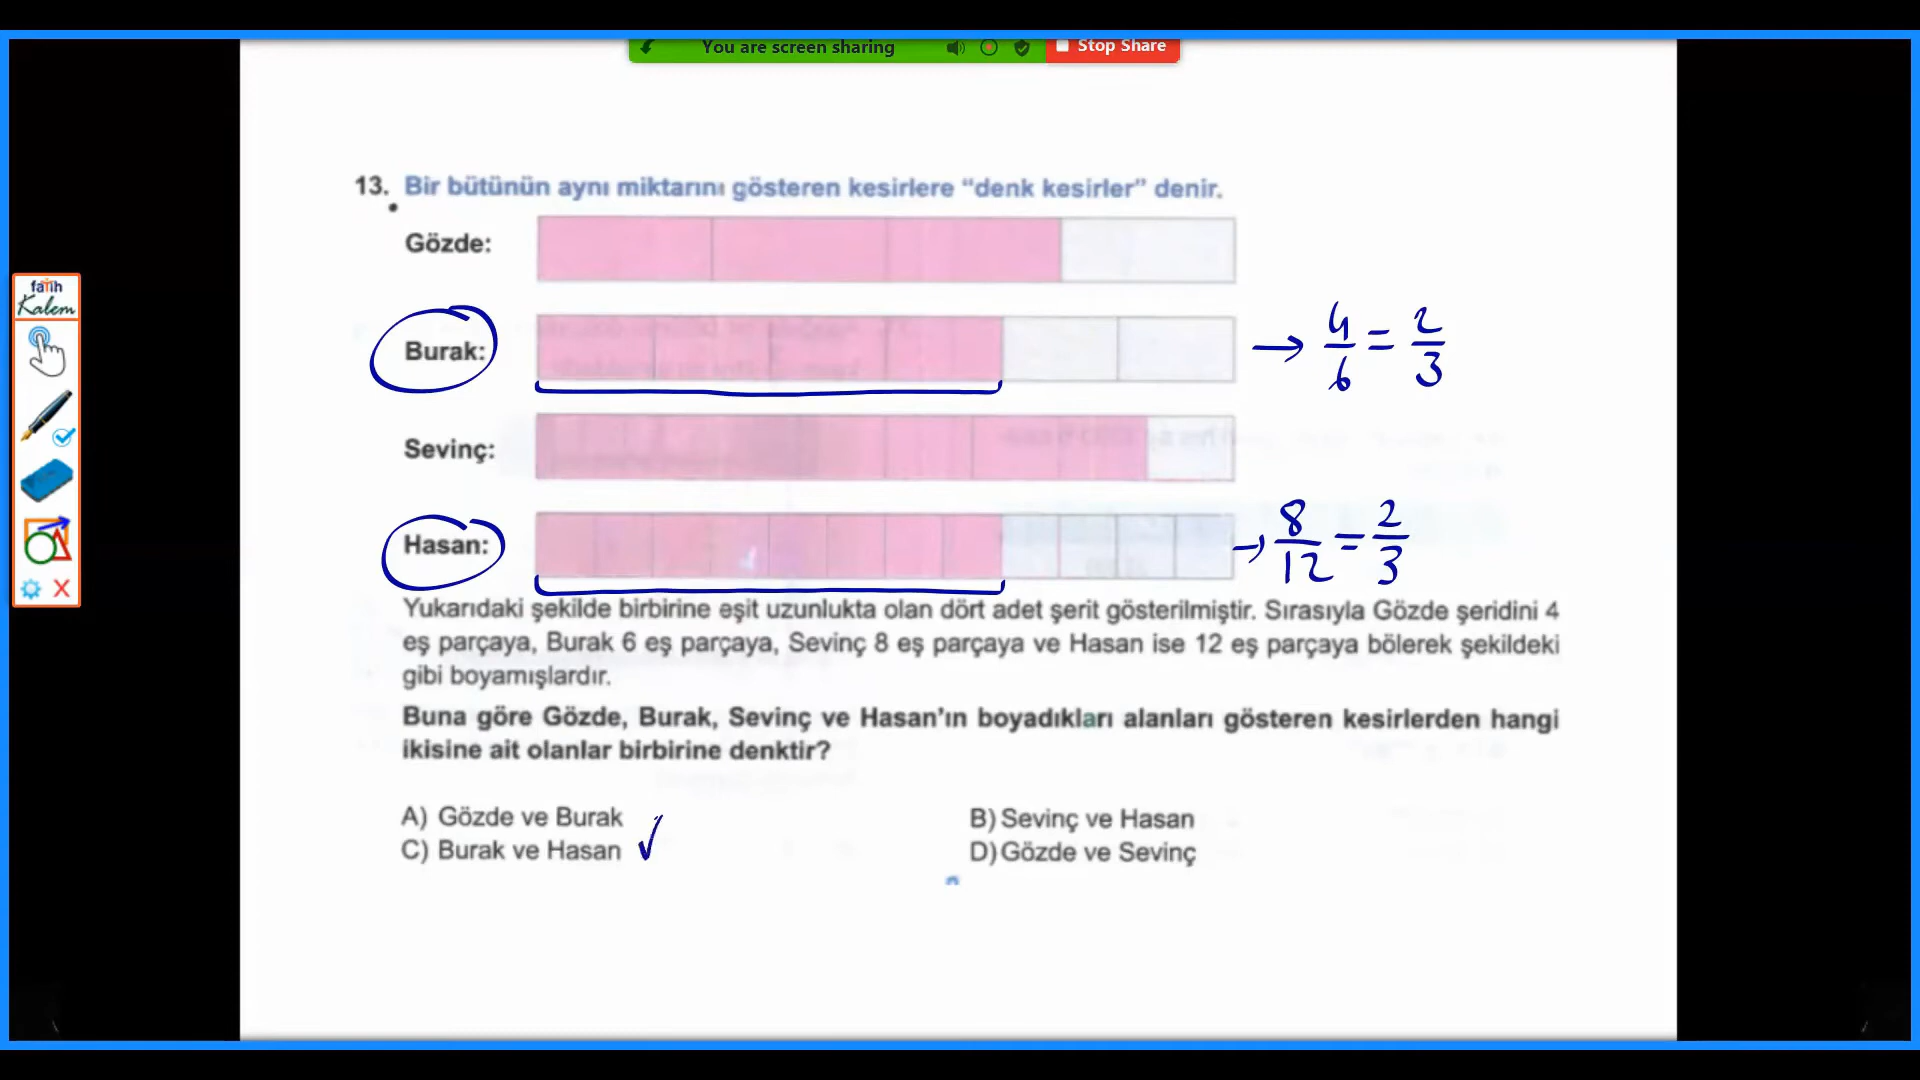 You are screen sharing
Stop Share
fatih
Kalem
13. Bir bütünün aynı miktarını gösteren kesirlere “denk kesirler” denir.
Gözde:
Burak: → 4/6 = 2/3
Sevinç:
Hasan: → 8/12 = 2/3
Yukarıdaki şekilde birbirine eşit uzunlukta olan dört adet şerit gösterilmiştir. Sırasıyla Gözde şeridini 4
eş parçaya, Burak 6 eş parçaya, Sevinç 8 eş parçaya ve Hasan ise 12 eş parçaya bölerek şekildeki
gibi boyamışlardır.
Buna göre Gözde, Burak, Sevinç ve Hasan’ın boyadıkları alanları gösteren kesirlerden hangi
ikisine ait olanlar birbirine denktir?
A) Gözde ve Burak
B) Sevinç ve Hasan
C) Burak ve Hasan ✓
D) Gözde ve Sevinç